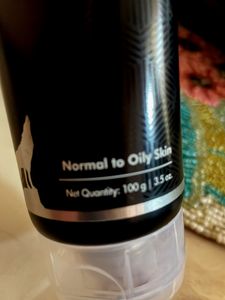 Normal to Oily Skin
Net Quantity: 100 g | 3.5 oz.